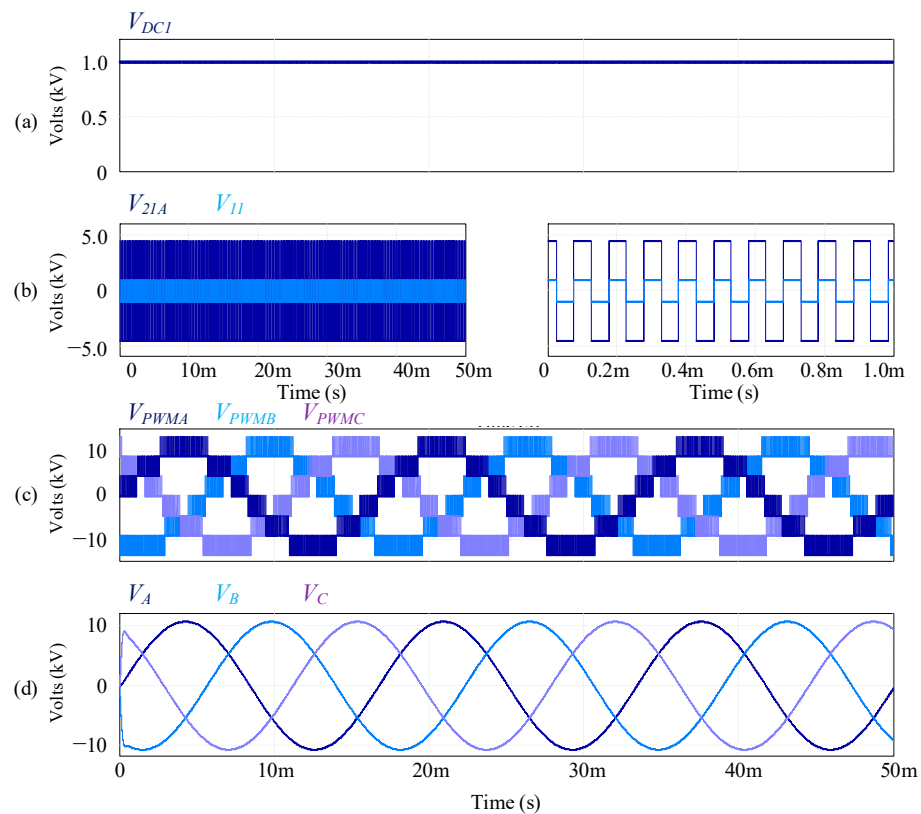 V_DC1
1.0
0.5
0
Volts (kV)
(a)
V_21A V_11
5.0
0
−5.0
Volts (kV)
(b)
0 10m 20m 30m 40m 50m
Time (s)
0 0.2m 0.4m 0.6m 0.8m 1.0m
Time (s)
V_PWMA V_PWMB V_PWMC
10
0
−10
Volts (kV)
(c)
V_A V_B V_C
10
0
−10
Volts (kV)
(d)
0 10m 20m 30m 40m 50m
Time (s)